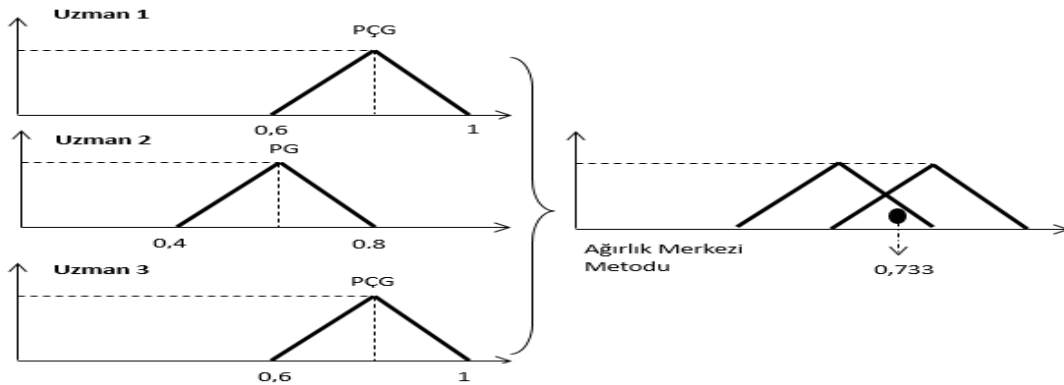 Uzman 1
PÇG
0,6 1
Uzman 2
PG
0,4 0.8
Uzman 3
PÇG
0,6 1
Ağırlık Merkezi
Metodu
0,733